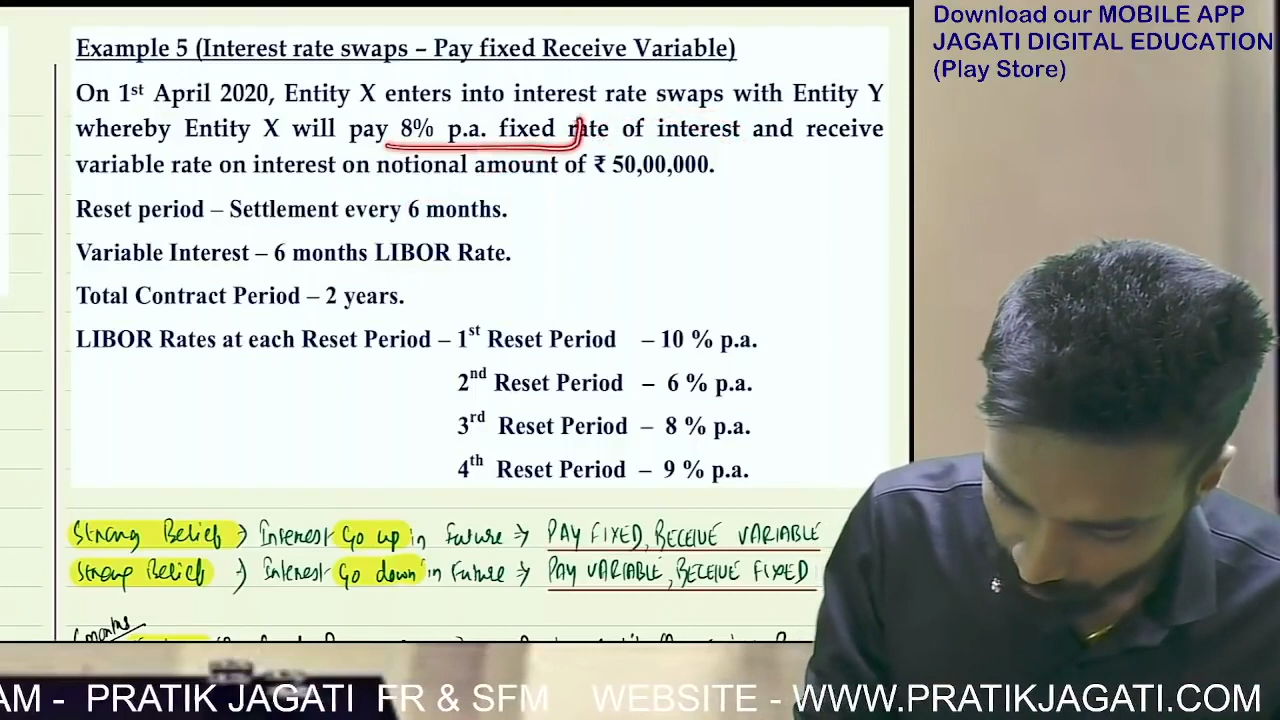 Download our MOBILE APP
JAGATI DIGITAL EDUCATION
(Play Store)
Example 5 (Interest rate swaps – Pay fixed Receive Variable)
On 1st April 2020, Entity X enters into interest rate swaps with Entity Y
whereby Entity X will pay 8% p.a. fixed rate of interest and receive
variable rate on interest on notional amount of ₹ 50,00,000.
Reset period – Settlement every 6 months.
Variable Interest – 6 months LIBOR Rate.
Total Contract Period – 2 years.
LIBOR Rates at each Reset Period – 1st Reset Period – 10 % p.a.
2nd Reset Period – 6 % p.a.
3rd Reset Period – 8 % p.a.
4th Reset Period – 9 % p.a.
Strong Belief → Interest Go up in Future → PAY FIXED, RECEIVE VARIABLE
Strong Belief → Interest Go down in Future → PAY VARIABLE, RECEIVE FIXED
6 months
AM - PRATIK JAGATI FR & SFM WEBSITE - WWW.PRATIKJAGATI.COM